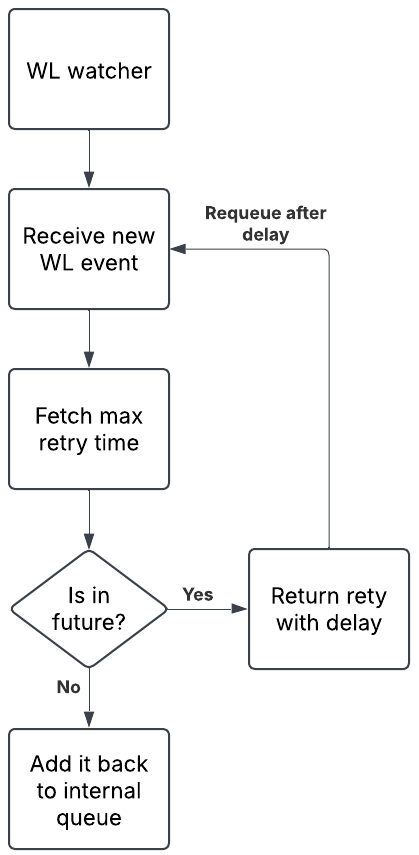 WL watcher
Receive new
WL event
Requeue after
delay
Fetch max
retry time
Is in
future?
Yes
Return rety
with delay
No
Add it back
to internal
queue